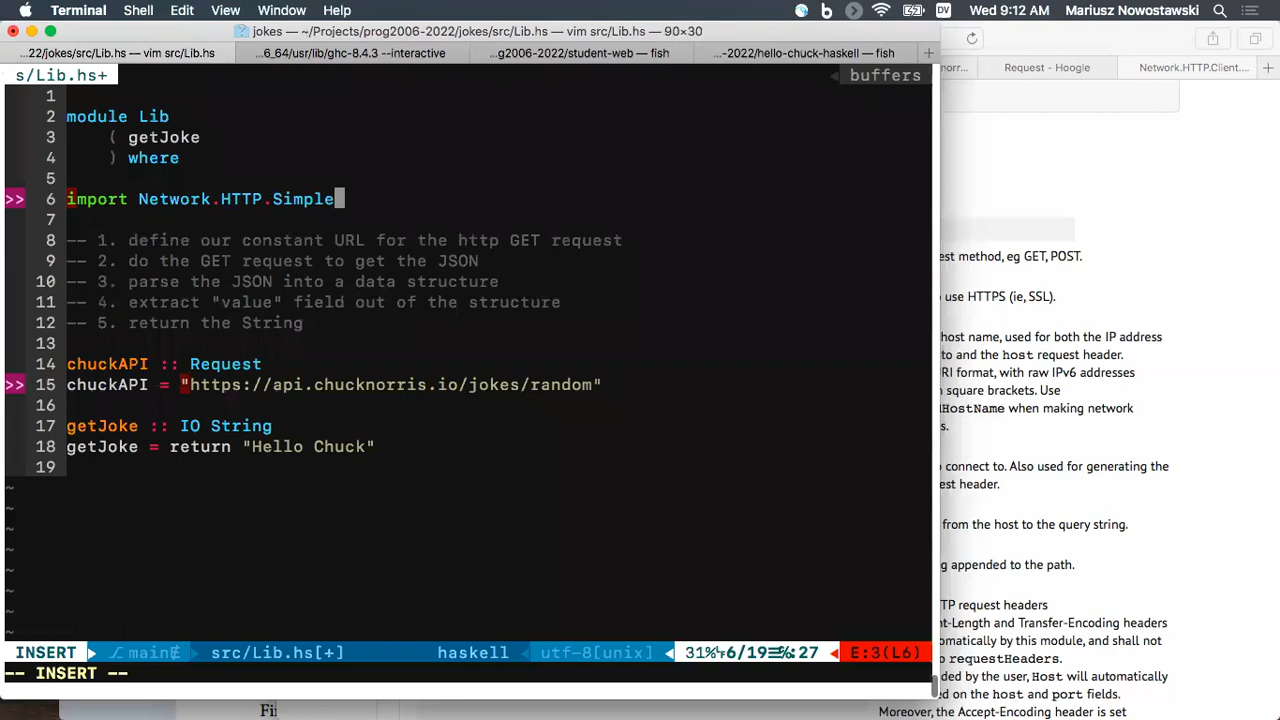 Terminal Shell Edit View Window Help DV Wed 9:12 AM Mariusz Nowostawski
jokes — ~/Projects/prog2006-2022/jokes/src/Lib.hs — vim src/Lib.hs — 90×30
...22/jokes/src/Lib.hs — vim src/Lib.hs ...6_64/usr/lib/ghc-8.4.3 --interactive ...g2006-2022/student-web — fish ...-2022/hello-chuck-haskell — fish +
norr... Request - Hoogle Network.HTTP.Client.... +
s/Lib.hs+ buffers
1
2 module Lib
3 ( getJoke
4 ) where
5
>> 6 import Network.HTTP.Simple
7
8 -- 1. define our constant URL for the http GET request
9 -- 2. do the GET request to get the JSON
10 -- 3. parse the JSON into a data structure
11 -- 4. extract "value" field out of the structure
12 -- 5. return the String
13
14 chuckAPI :: Request
>> 15 chuckAPI = "https://api.chucknorris.io/jokes/random"
16
17 getJoke :: IO String
18 getJoke = return "Hello Chuck"
19
~
~
~
~
~
~
~
~
INSERT main src/Lib.hs[+] haskell utf-8[unix] 31% 6/19 :27 E:3(L6)
-- INSERT --
est method, eg GET, POST.
o use HTTPS (ie, SSL).
host name, used for both the IP address
to and the host request header.
RI format, with raw IPv6 addresses
n square brackets. Use
HostName when making network
s.
o connect to. Also used for generating the
est header.
from the host to the query string.
g appended to the path.
TP request headers
nt-Length and Transfer-Encoding headers
omatically by this module, and shall not
o requestHeaders.
ded by the user, Host will automatically
ed on the host and port fields.
Moreover, the Accept-Encoding header is set
Fi